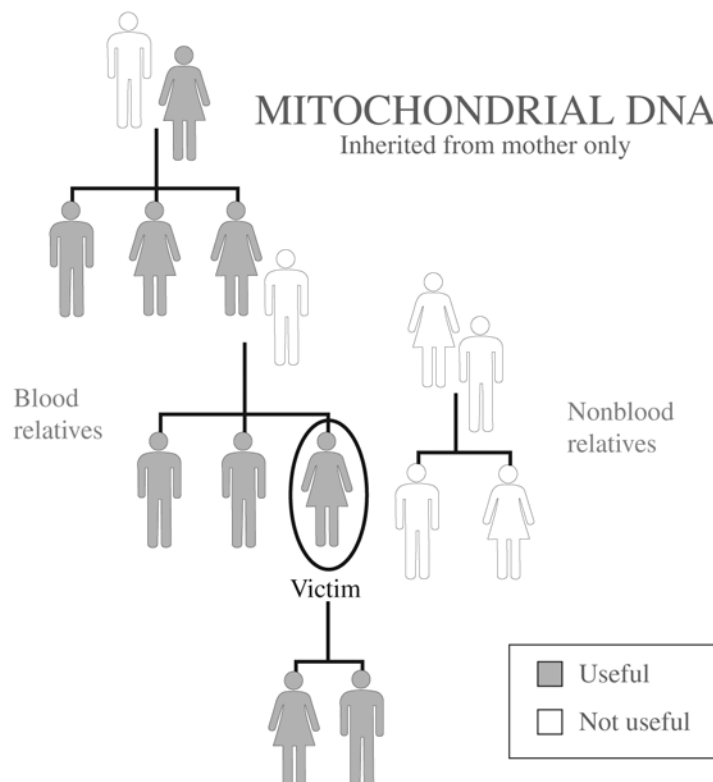 MITOCHONDRIAL DNA
Inherited from mother only
Blood
relatives
Nonblood
relatives
Victim
Useful
Not useful